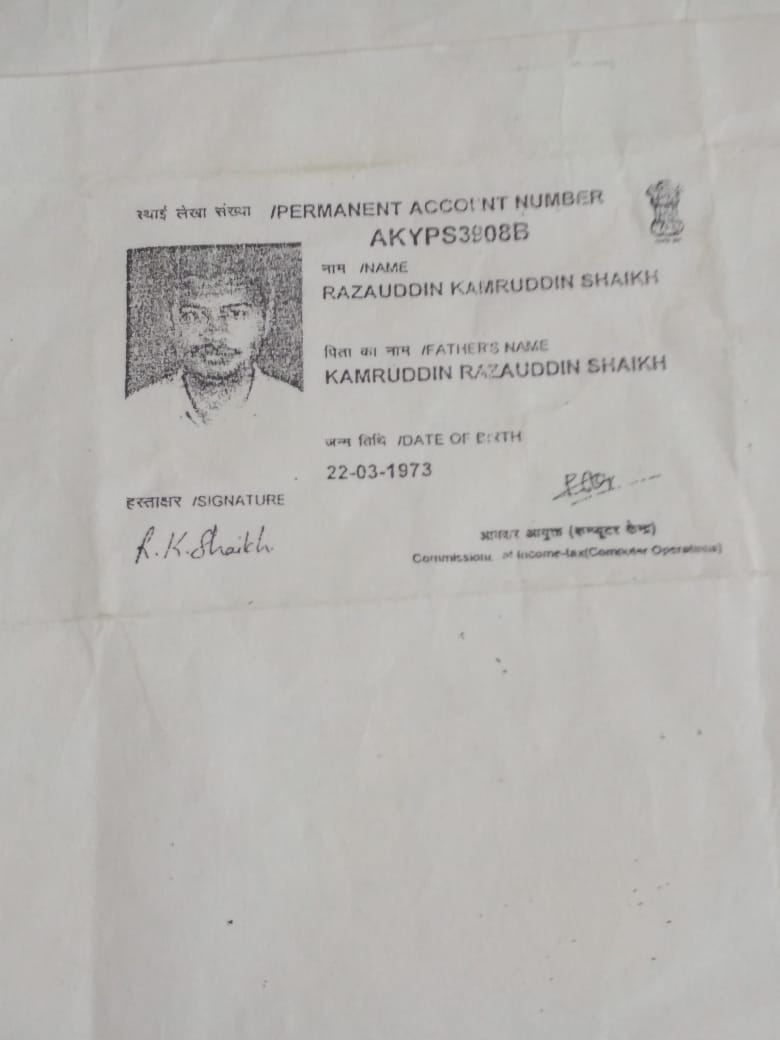 स्थाई लेखा संख्या /PERMANENT ACCOUNT NUMBER
AKYPS3908B
नाम /NAME
RAZAUDDIN KAMRUDDIN SHAIKH
पिता का नाम /FATHER'S NAME
KAMRUDDIN RAZAUDDIN SHAIKH
जन्म तिथि /DATE OF BIRTH
22-03-1973
हस्ताक्षर /SIGNATURE
R.K.Shaikh
आयकर आयुक्त (कम्प्यूटर केन्द्र)
Commissioner of Income-tax(Computer Operations)